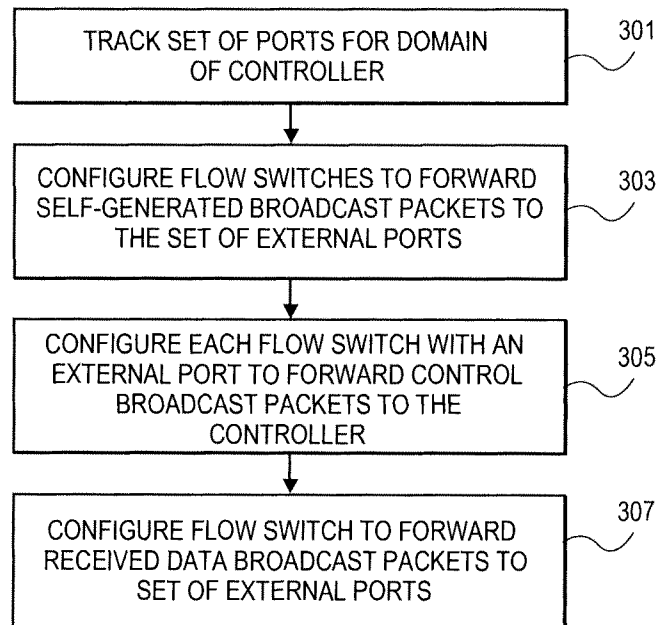 TRACK SET OF PORTS FOR DOMAIN
OF CONTROLLER
301
CONFIGURE FLOW SWITCHES TO FORWARD
SELF-GENERATED BROADCAST PACKETS TO
THE SET OF EXTERNAL PORTS
303
CONFIGURE EACH FLOW SWITCH WITH AN
EXTERNAL PORT TO FORWARD CONTROL
BROADCAST PACKETS TO THE
CONTROLLER
305
CONFIGURE FLOW SWITCH TO FORWARD
RECEIVED DATA BROADCAST PACKETS TO
SET OF EXTERNAL PORTS
307